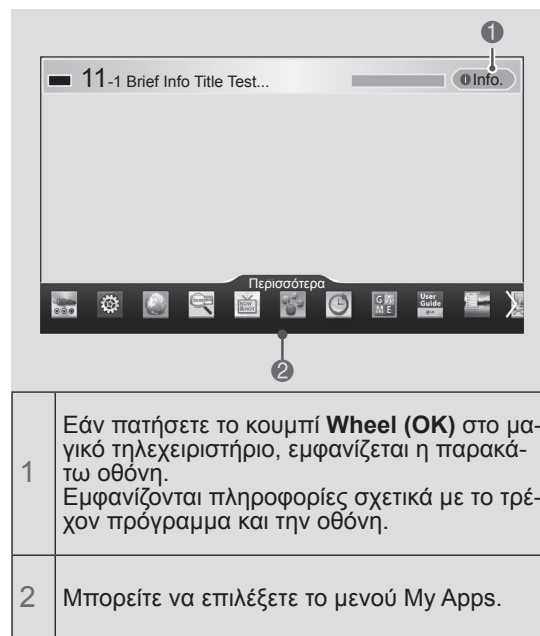 1
11-1 Brief Info Title Test...
Info.
Περισσότερα
NOW
&HOT
GA
ME
User
Guide
2
1
Εάν πατήσετε το κουμπί Wheel (OK) στο μα-
γικό τηλεχειριστήριο, εμφανίζεται η παρακά-
τω οθόνη.
Εμφανίζονται πληροφορίες σχετικά με το τρέ-
χον πρόγραμμα και την οθόνη.
2
Μπορείτε να επιλέξετε το μενού My Apps.